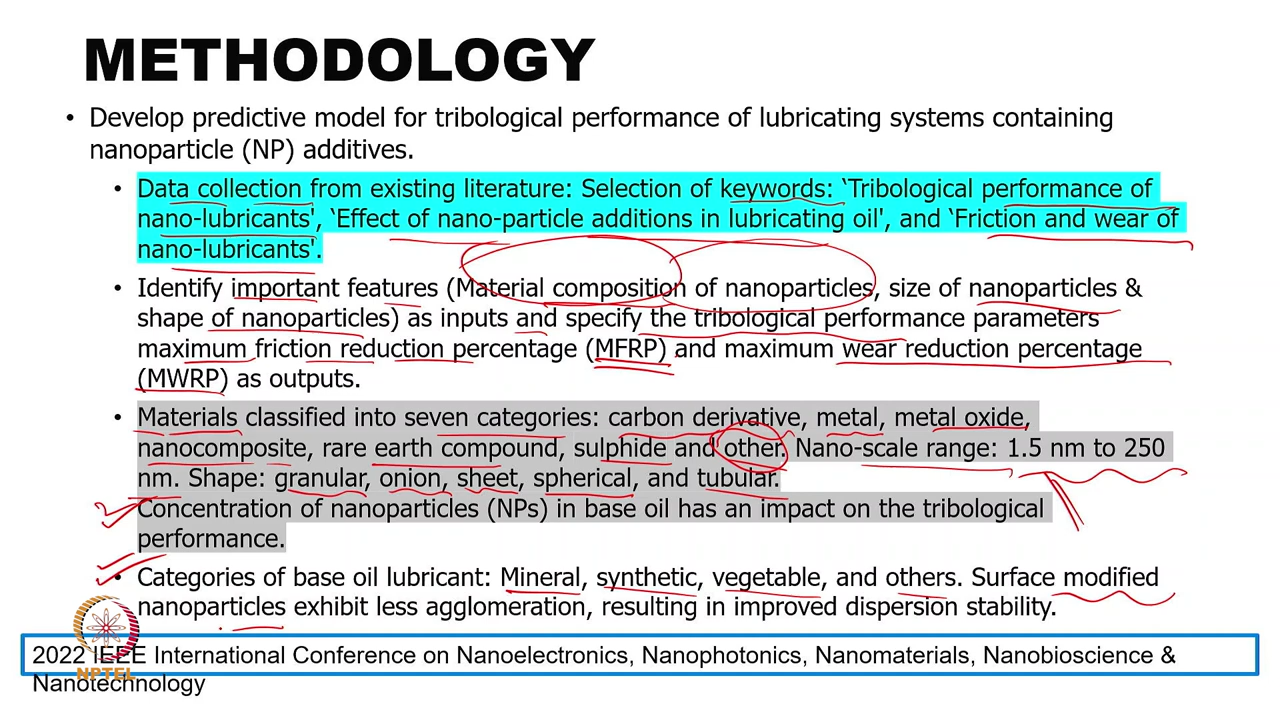 METHODOLOGY
• Develop predictive model for tribological performance of lubricating systems containing
nanoparticle (NP) additives.
• Data collection from existing literature: Selection of keywords: ‘Tribological performance of
nano-lubricants', ‘Effect of nano-particle additions in lubricating oil', and ‘Friction and wear of
nano-lubricants'.
• Identify important features (Material composition of nanoparticles, size of nanoparticles &
shape of nanoparticles) as inputs and specify the tribological performance parameters
maximum friction reduction percentage (MFRP) and maximum wear reduction percentage
(MWRP) as outputs.
• Materials classified into seven categories: carbon derivative, metal, metal oxide,
nanocomposite, rare earth compound, sulphide and other. Nano-scale range: 1.5 nm to 250
nm. Shape: granular, onion, sheet, spherical, and tubular.
Concentration of nanoparticles (NPs) in base oil has an impact on the tribological
performance.
• Categories of base oil lubricant: Mineral, synthetic, vegetable, and others. Surface modified
nanoparticles exhibit less agglomeration, resulting in improved dispersion stability.
2022 IEEE International Conference on Nanoelectronics, Nanophotonics, Nanomaterials, Nanobioscience &
Nanotechnology
NPTEL